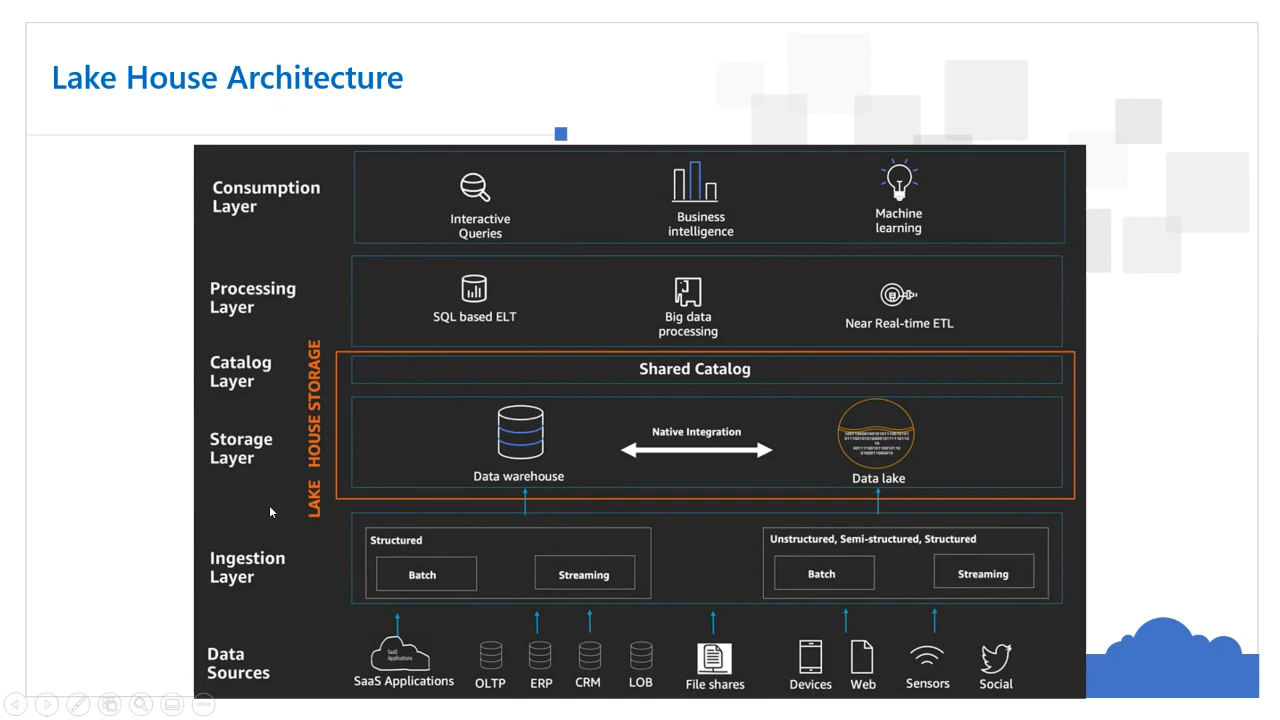 Lake House Architecture
Consumption
Layer
Interactive
Queries
Business
intelligence
Machine
learning
Processing
Layer
SQL based ELT
Big data
processing
Near Real-time ETL
LAKE HOUSE STORAGE
Catalog
Layer
Shared Catalog
Storage
Layer
Data warehouse
Native Integration
Data lake
Ingestion
Layer
Structured
Batch
Streaming
Unstructured, Semi-structured, Structured
Batch
Streaming
Data
Sources
SaaS
Applications
SaaS Applications
OLTP
ERP
CRM
LOB
File shares
Devices
Web
Sensors
Social